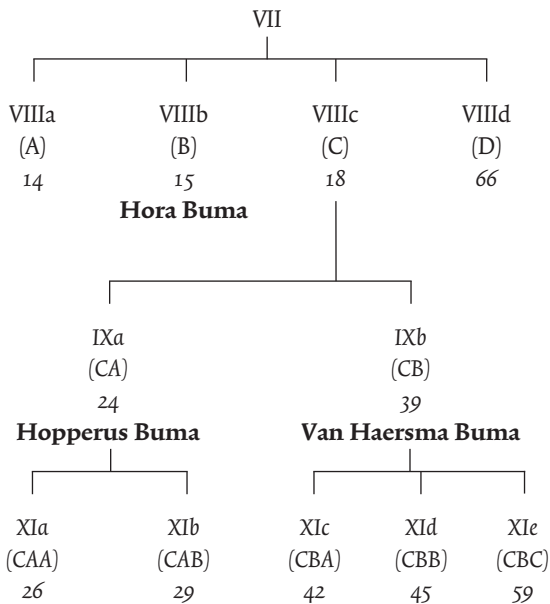 VII
VIIIa VIIIb VIIIc VIIId
(A) (B) (C) (D)
14 15 18 66
Hora Buma
IXa IXb
(CA) (CB)
24 39
Hopperus Buma Van Haersma Buma
XIa XIb XIc XId XIe
(CAA) (CAB) (CBA) (CBB) (CBC)
26 29 42 45 59